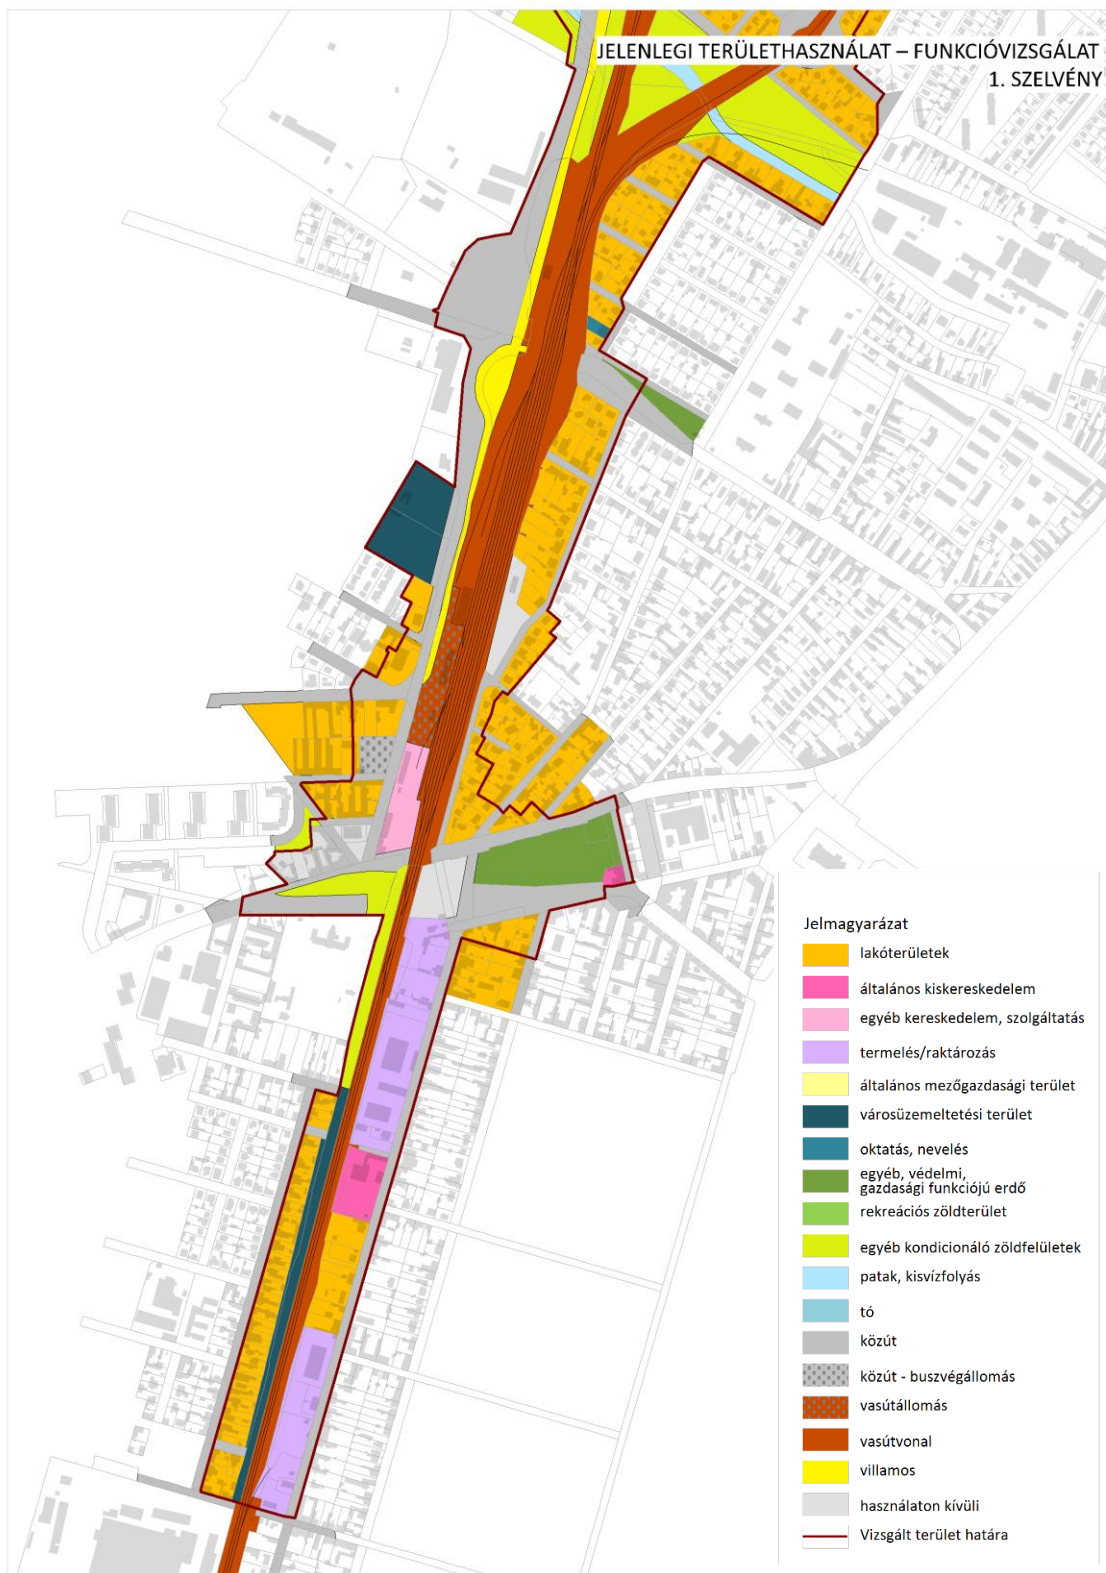 JELENLEGI TERÜLETHASZNÁLAT – FUNKCIÓVIZSGÁLAT
1. SZELVÉNY
Jelmagyarázat
lakóterületek
általános kiskereskedelem
egyéb kereskedelem, szolgáltatás
termelés/raktározás
általános mezőgazdasági terület
városüzemeltetési terület
oktatás, nevelés
egyéb, védelmi,
gazdasági funkciójú erdő
rekreációs zöldterület
egyéb kondicionáló zöldfelületek
patak, kisvízfolyás
tó
közút
közút - buszvégállomás
vasútállomás
vasútvonal
villamos
használaton kívüli
Vizsgált terület határa